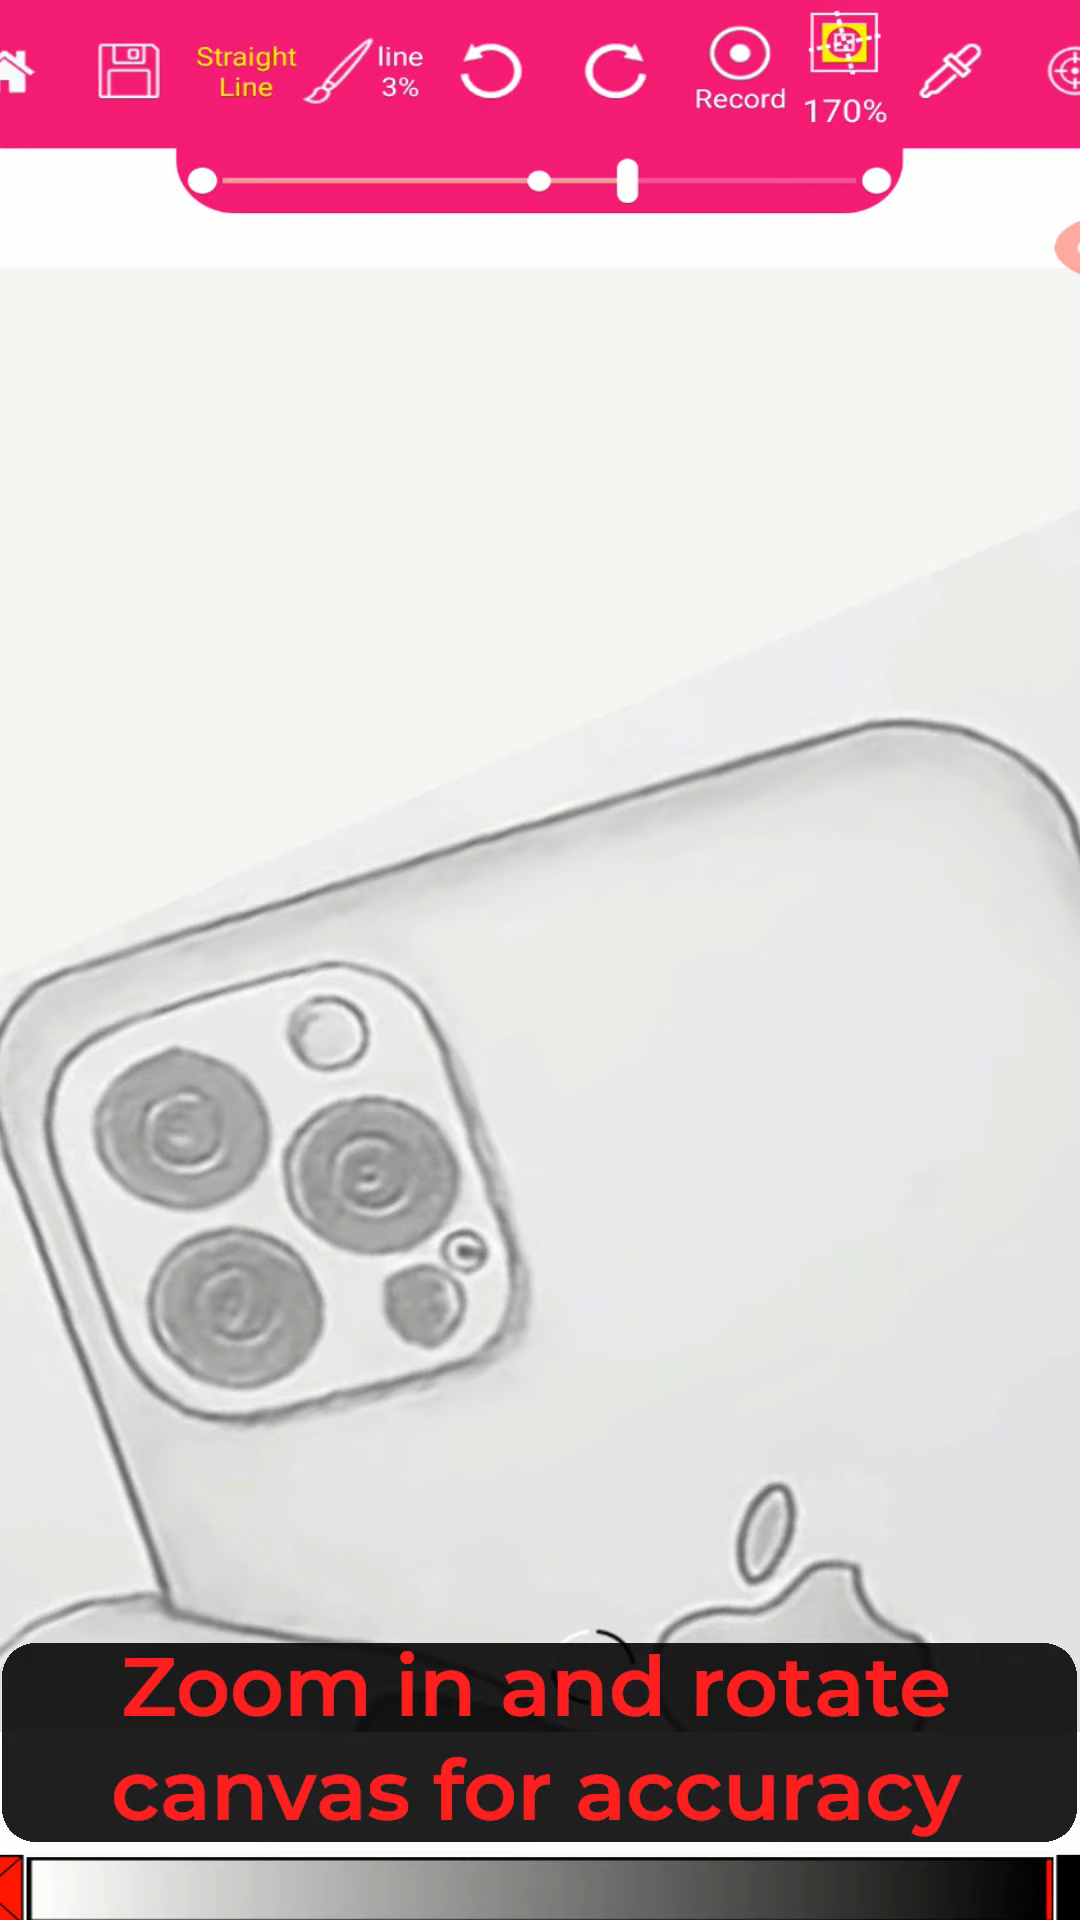 Straight
Line
line
3%
Record
170%
Zoom in and rotate
canvas for accuracy